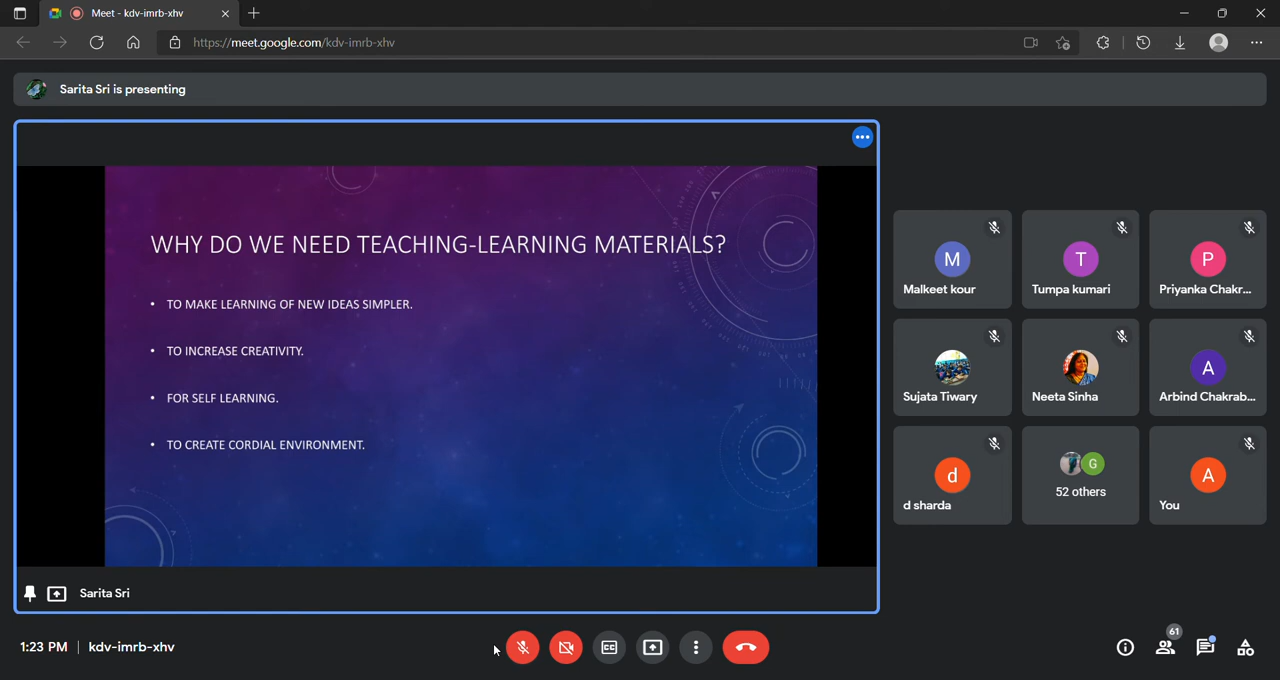 Meet - kdv-imrb-xhv
https://meet.google.com/kdv-imrb-xhv
Sarita Sri is presenting
WHY DO WE NEED TEACHING-LEARNING MATERIALS?
• TO MAKE LEARNING OF NEW IDEAS SIMPLER.
• TO INCREASE CREATIVITY.
• FOR SELF LEARNING.
• TO CREATE CORDIAL ENVIRONMENT.
Sarita Sri
M
Malkeet kour
T
Tumpa kumari
P
Priyanka Chakr...
Sujata Tiwary
Neeta Sinha
A
Arbind Chakrab...
d
d sharda
G
52 others
A
You
1:23 PM | kdv-imrb-xhv
61